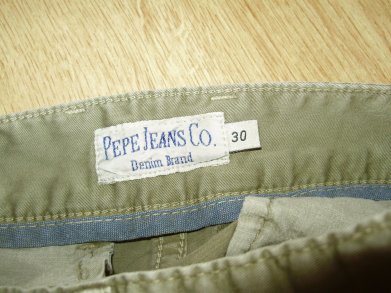 PEPE JEANS CO. 30
Denim Brand